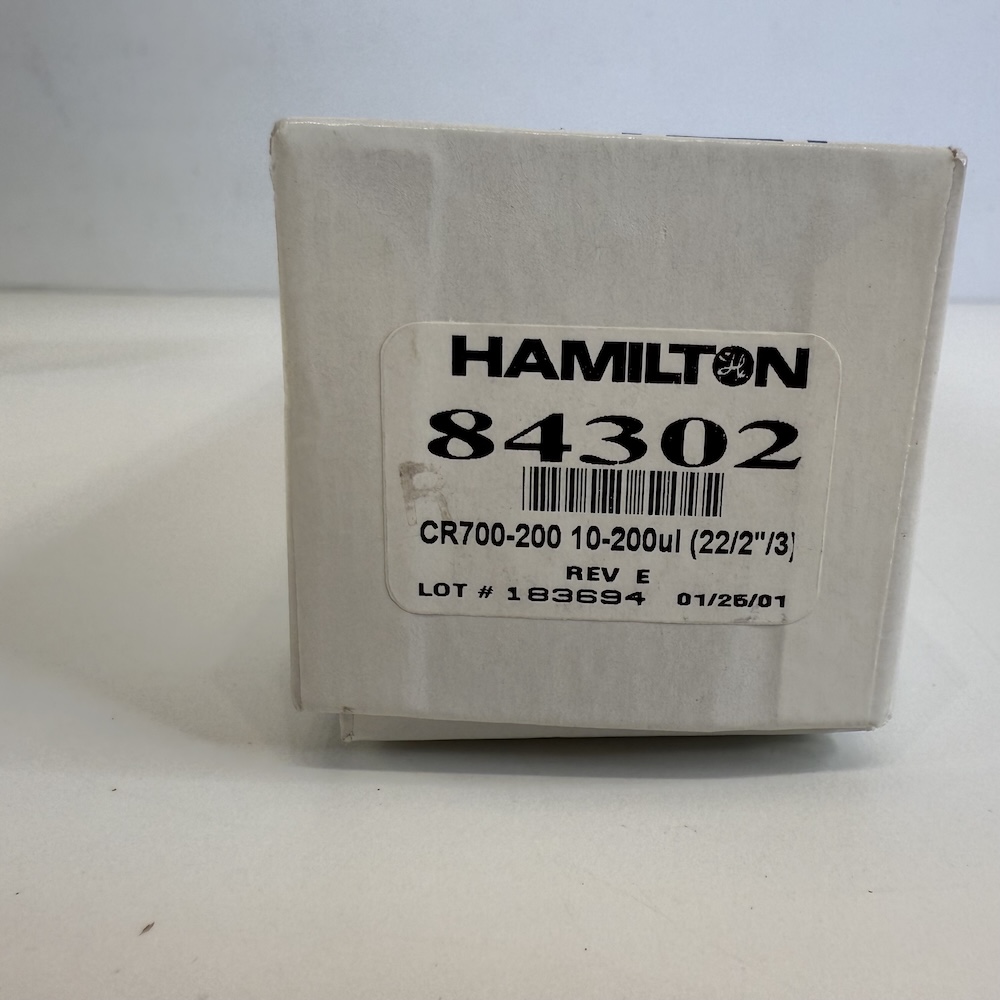 HAMILTON
84302
R
CR700-200 10-200ul (22/2"/3)
REV E
LOT # 183694 01/25/01